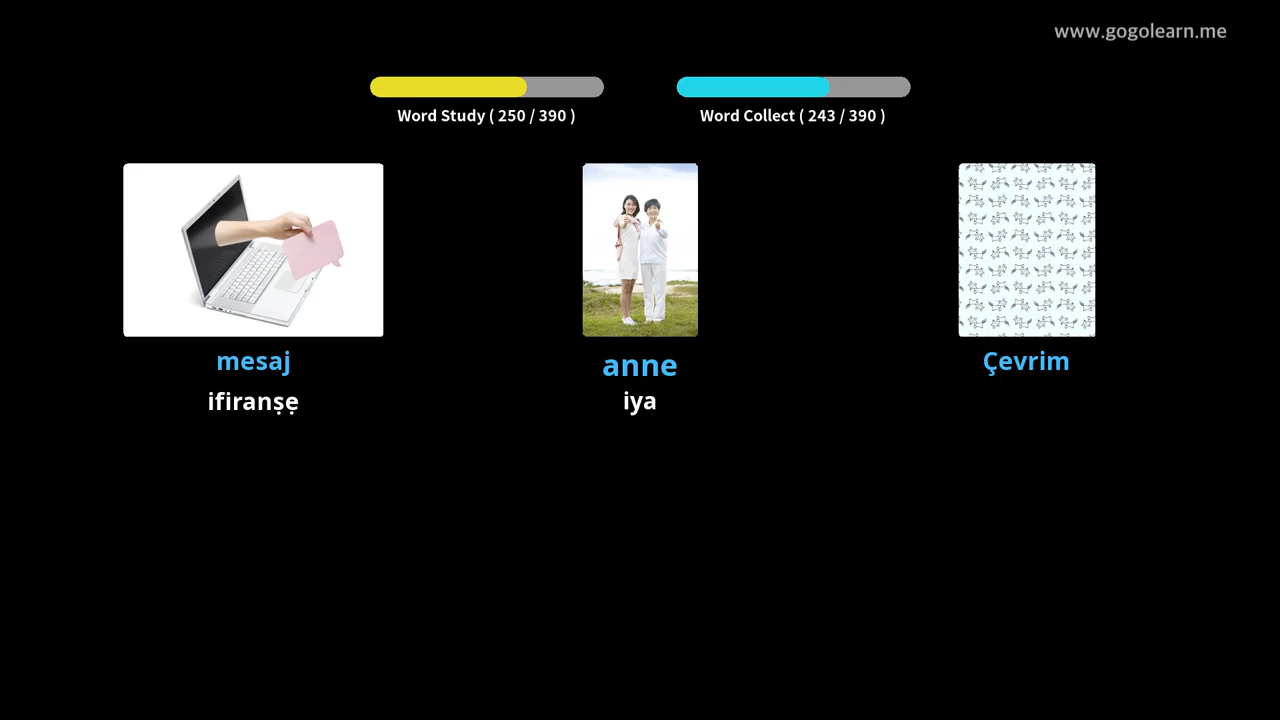 www.gogolearn.me
Word Study ( 250 / 390 )
Word Collect ( 243 / 390 )
mesaj
ifiranṣẹ
anne
iya
Çevrim